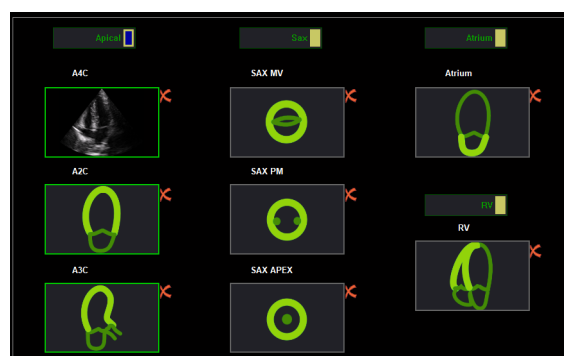 Apical Sax Atrium
A4C SAX MV Atrium
A2C SAX PM
RV
RV
A3C SAX APEX